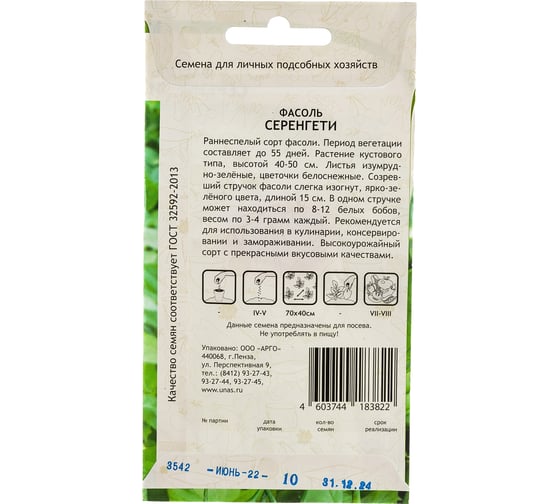 Семена для личных подсобных хозяйств
ФАСОЛЬ
СЕРЕНГЕТИ
Раннеспелый сорт фасоли. Период вегетации
составляет до 55 дней. Растение кустового
типа, высотой 40-50 см. Листья изумруд-
но-зелёные, цветочки белоснежные. Созрев-
ший стручок фасоли слегка изогнут, ярко-зе-
лёного цвета, длиной 15 см. В одном стручке
может находиться по 8-12 белых бобов,
весом по 3-4 грамм каждый. Рекомендуется
для использования в кулинарии, консервиро-
вании и замораживании. Высокоурожайный
сорт с прекрасными вкусовыми качествами.
- IV-V 70х40см - VII-VIII
Данные семена предназначены для посева.
Не употреблять в пищу!
Упаковано: ООО «АРГО»
440068, г.Пенза,
ул. Перспективная 9,
тел.: (8412) 93-27-43,
93-27-44, 93-27-45,
www.unas.ru
4 603744 183822
№ партии дата упаковки кол-во семян срок реализации
3542 -ИЮНЬ-22- 10 31.12.24
Качество семян соответствует ГОСТ 32592-2013